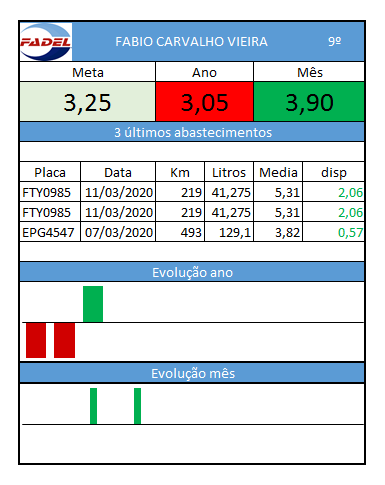 FADEL FABIO CARVALHO VIEIRA 9º
Meta Ano Mês
3,25 3,05 3,90
3 últimos abastecimentos
Placa Data Km Litros Media disp
FTY0985 11/03/2020 219 41,275 5,31 2,06
FTY0985 11/03/2020 219 41,275 5,31 2,06
EPG4547 07/03/2020 493 129,1 3,82 0,57
Evolução ano
Evolução mês